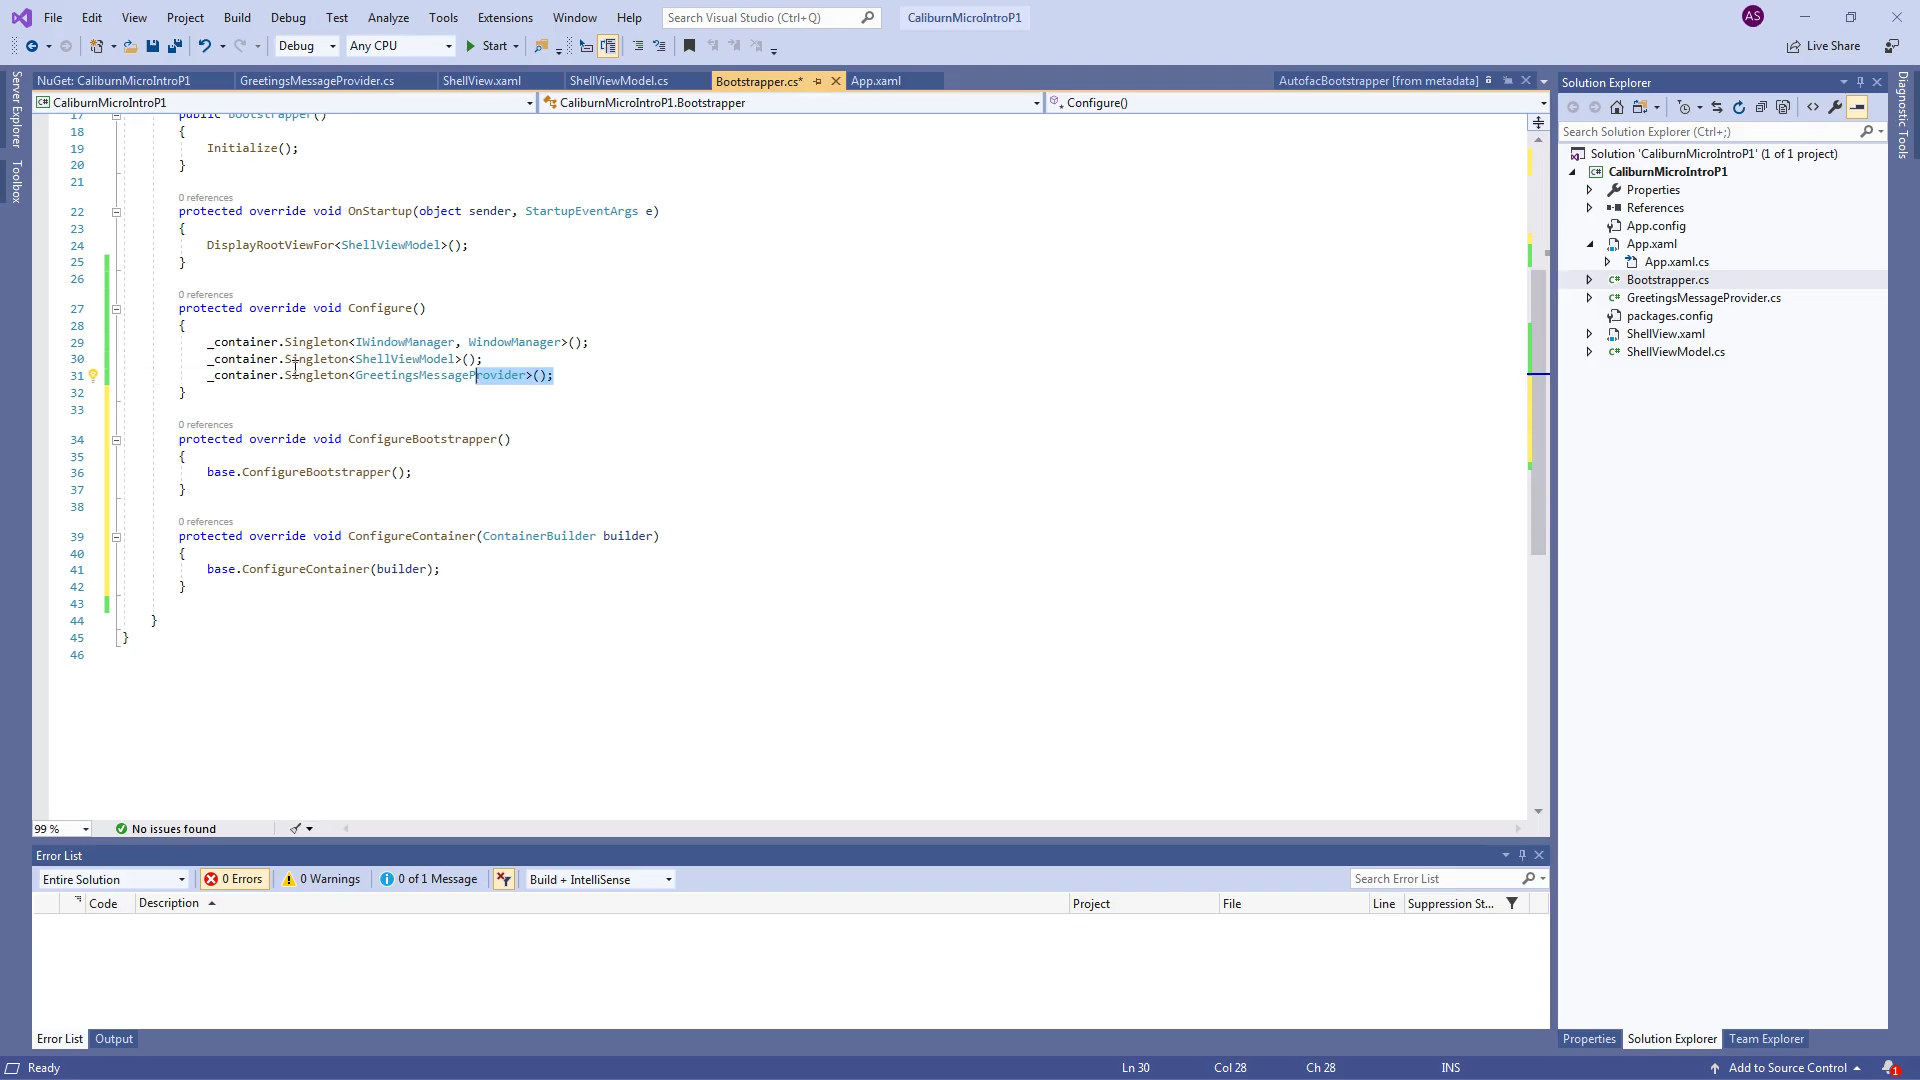 File Edit View Project Build Debug Test Analyze Tools Extensions Window Help Search Visual Studio (Ctrl+Q) CaliburnMicroIntroP1 AS
Debug Any CPU Start Live Share
NuGet: CaliburnMicroIntroP1 GreetingsMessageProvider.cs ShellView.xaml ShellViewModel.cs Bootstrapper.cs* App.xaml AutofacBootstrapper [from metadata]
CaliburnMicroIntroP1 CaliburnMicroIntroP1.Bootstrapper Configure()
Server Explorer
Toolbox
17 public Bootstrapper()
18 {
19 Initialize();
20 }
21
0 references
22 protected override void OnStartup(object sender, StartupEventArgs e)
23 {
24 DisplayRootViewFor<ShellViewModel>();
25 }
26
0 references
27 protected override void Configure()
28 {
29 _container.Singleton<IWindowManager, WindowManager>();
30 _container.Singleton<ShellViewModel>();
31 _container.Singleton<GreetingsMessageProvider>();
32 }
33
0 references
34 protected override void ConfigureBootstrapper()
35 {
36 base.ConfigureBootstrapper();
37 }
38
0 references
39 protected override void ConfigureContainer(ContainerBuilder builder)
40 {
41 base.ConfigureContainer(builder);
42 }
43
44 }
45 }
46
99 % No issues found
Error List
Entire Solution 0 Errors 0 Warnings 0 of 1 Message Build + IntelliSense Search Error List
Code Description Project File Line Suppression St...
Error List Output
Solution Explorer
Search Solution Explorer (Ctrl+;)
Solution 'CaliburnMicroIntroP1' (1 of 1 project)
CaliburnMicroIntroP1
Properties
References
App.config
App.xaml
App.xaml.cs
Bootstrapper.cs
GreetingsMessageProvider.cs
packages.config
ShellView.xaml
ShellViewModel.cs
Properties Solution Explorer Team Explorer
Diagnostic Tools
Ready Ln 30 Col 28 Ch 28 INS Add to Source Control 1